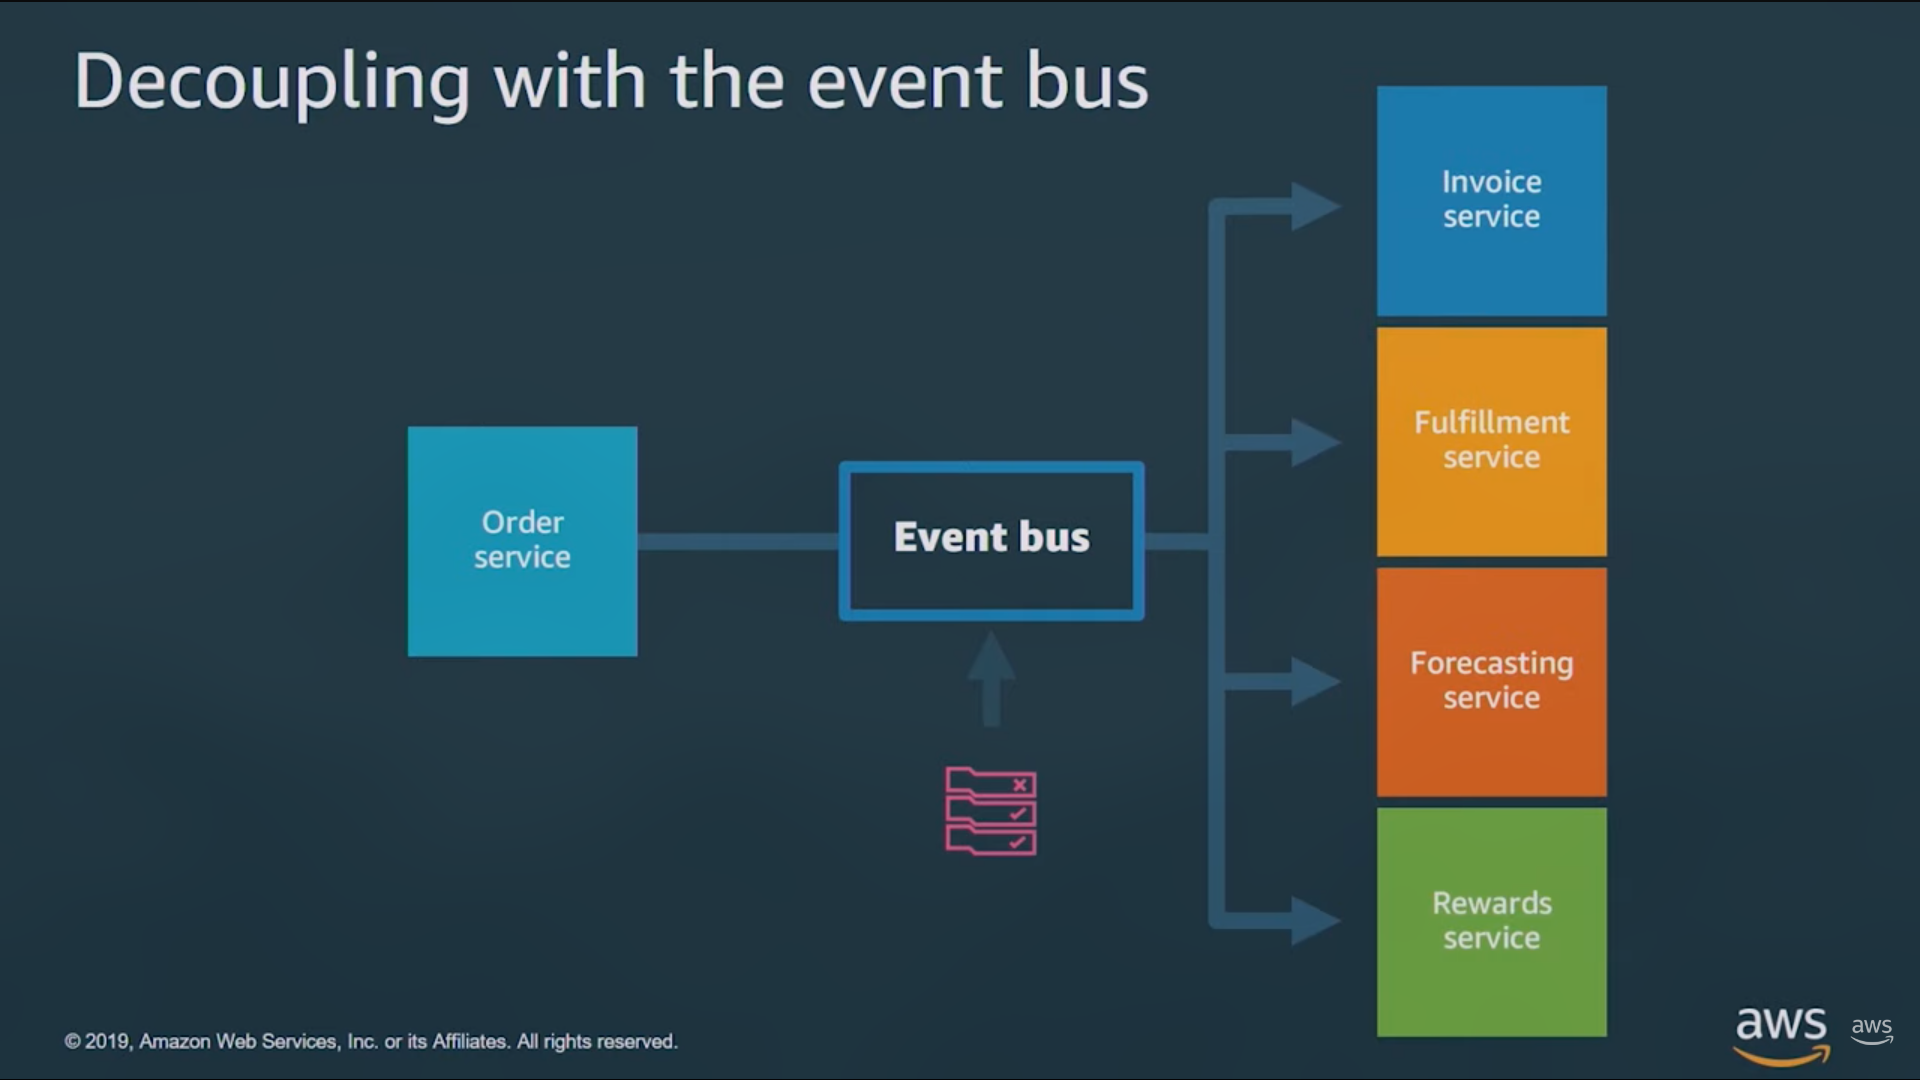 Decoupling with the event bus
Invoice
service
Fulfillment
service
Order
service
Event bus
Forecasting
service
Rewards
service
© 2019, Amazon Web Services, Inc. or its Affiliates. All rights reserved.
aws
aws